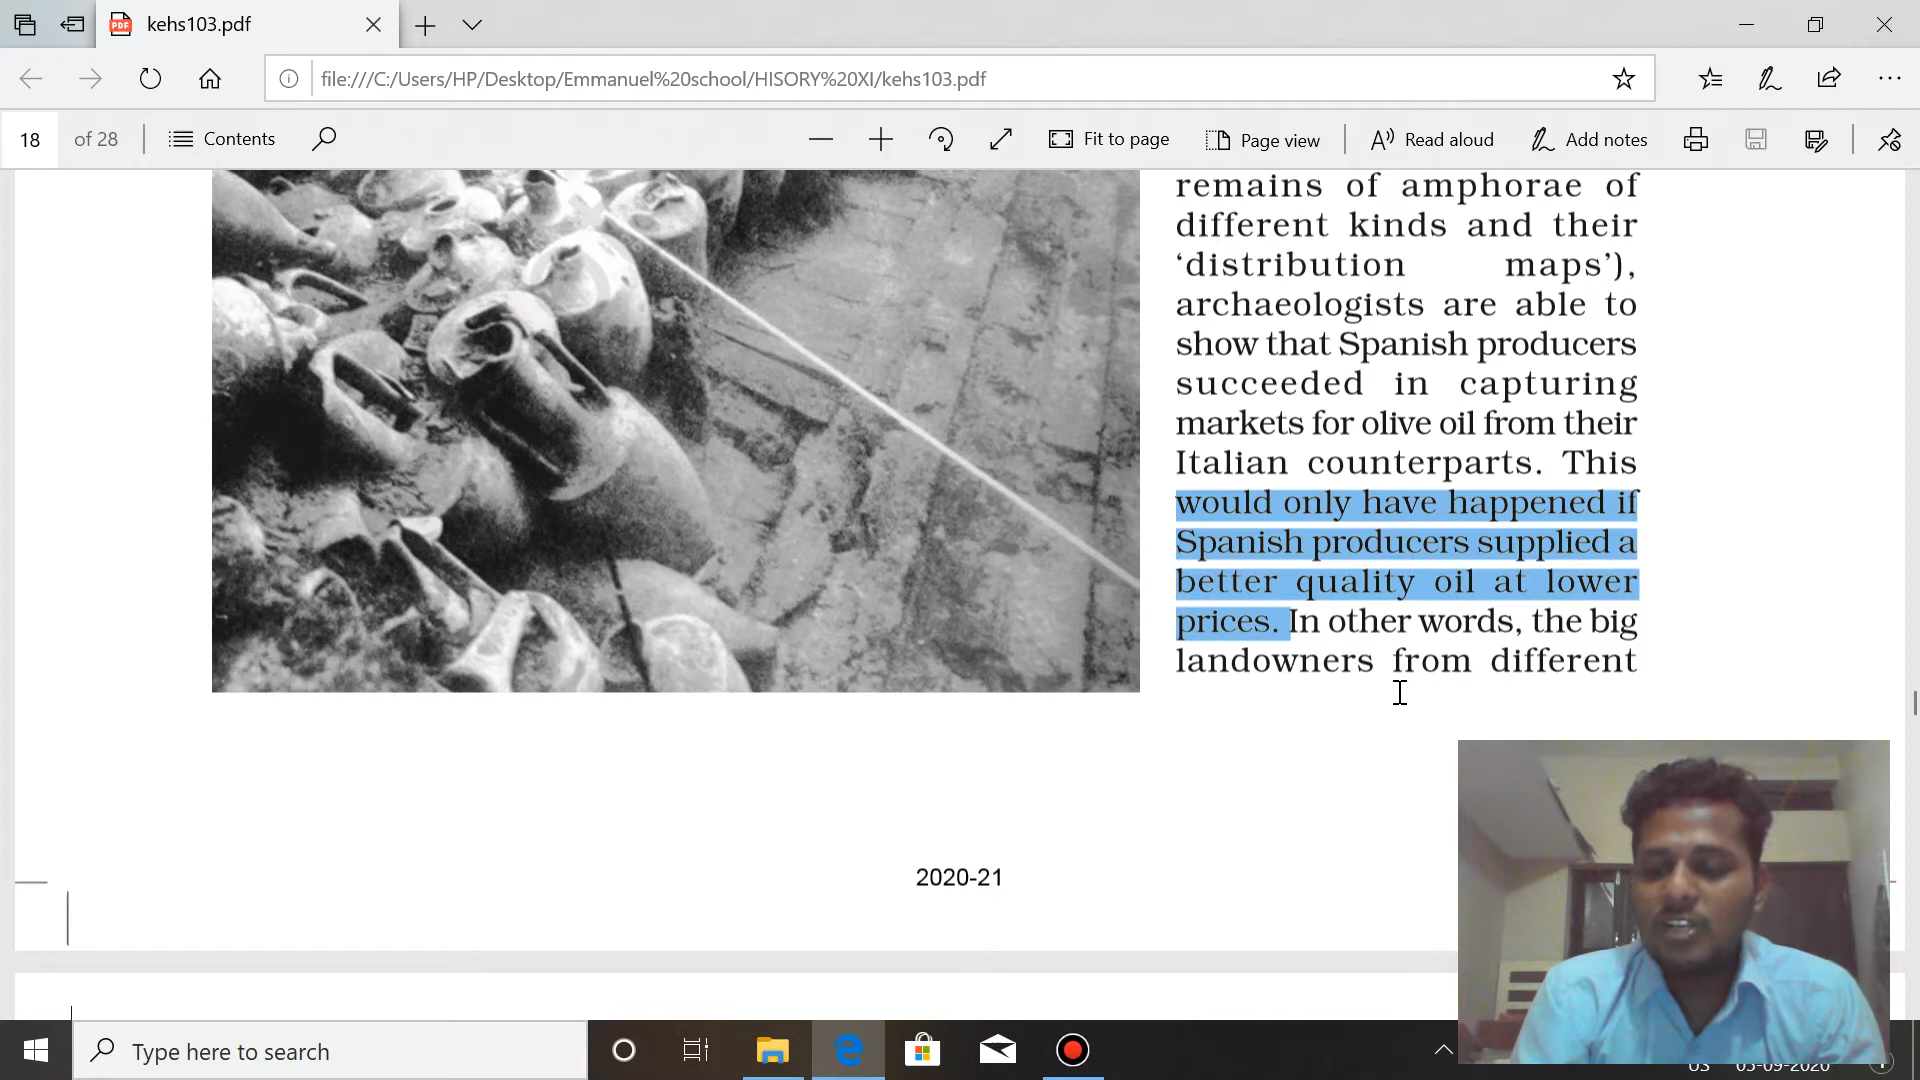 kehs103.pdf
file:///C:/Users/HP/Desktop/Emmanuel%20school/HISORY%20XI/kehs103.pdf
18 of 28 Contents Fit to page Page view Read aloud Add notes
remains of amphorae of
different kinds and their
‘distribution maps’),
archaeologists are able to
show that Spanish producers
succeeded in capturing
markets for olive oil from their
Italian counterparts. This
would only have happened if
Spanish producers supplied a
better quality oil at lower
prices. In other words, the big
landowners from different
2020-21
Type here to search
US 05-09-2020